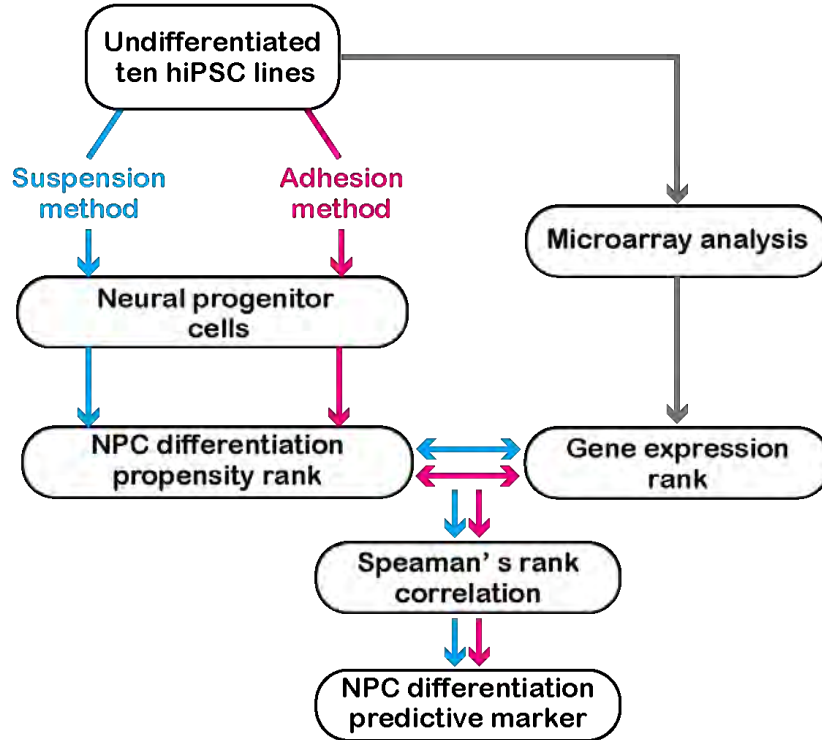 Undifferentiated
ten hiPSC lines
Suspension
method
Adhesion
method
Microarray analysis
Neural progenitor
cells
NPC differentiation
propensity rank
Gene expression
rank
Speaman' s rank
correlation
NPC differentiation
predictive marker